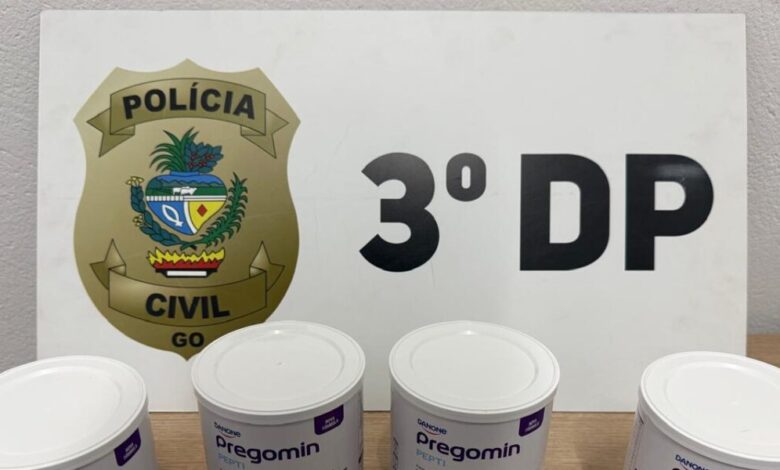 POLÍCIA
CIVIL
GO
3º DP
DANONE
Pregomin
PEPTI
DANONE
Pregomin
PEPTI